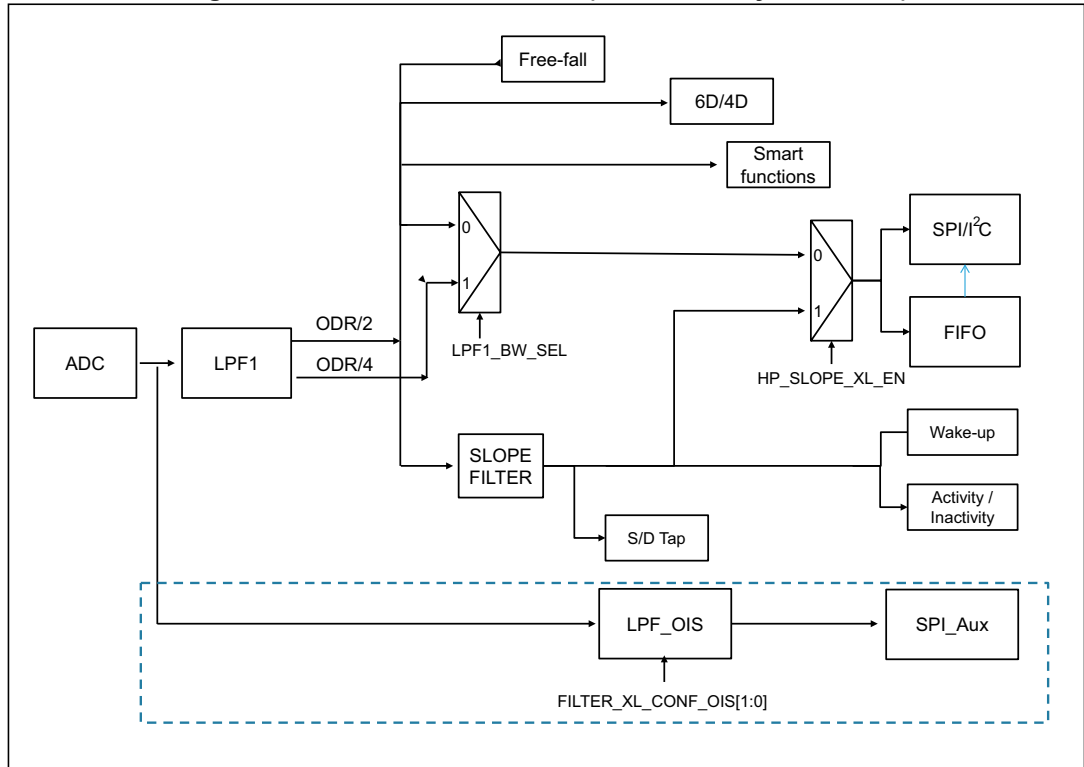 Free-fall
6D/4D
Smart
functions
0
1
SPI/I²C
0
1
FIFO
ADC
LPF1
ODR/2
ODR/4
LPF1_BW_SEL
HP_SLOPE_XL_EN
SLOPE
FILTER
Wake-up
Activity /
Inactivity
S/D Tap
LPF_OIS
SPI_Aux
FILTER_XL_CONF_OIS[1:0]